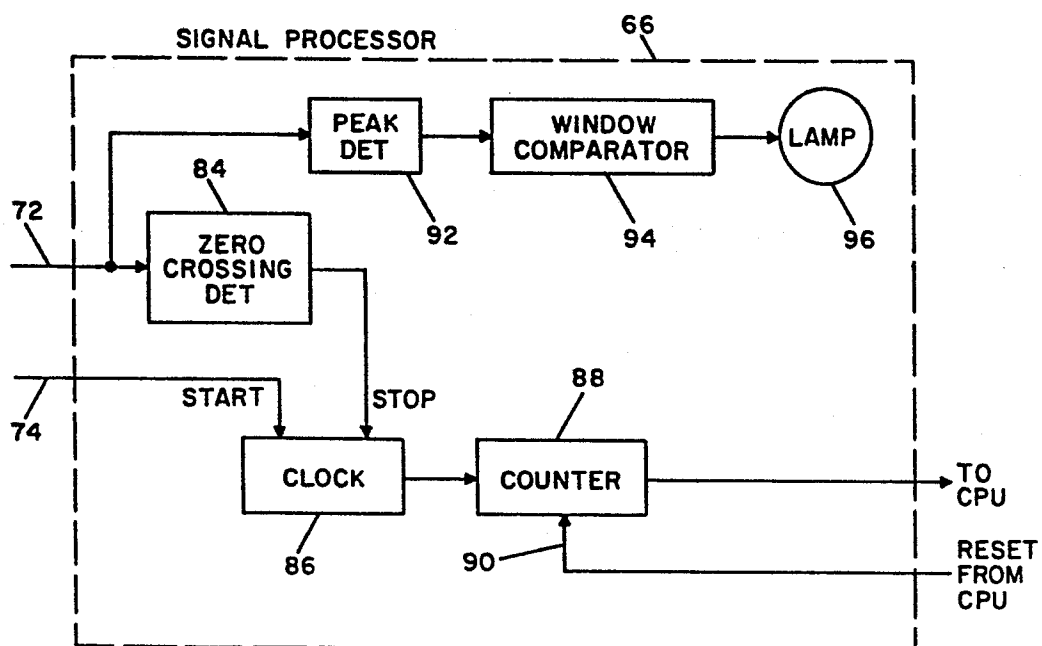 SIGNAL PROCESSOR
66
PEAK
DET
WINDOW
COMPARATOR
LAMP
84
72
92
94
96
ZERO
CROSSING
DET
74
START
STOP
88
CLOCK
COUNTER
TO
CPU
86
90
RESET
FROM
CPU